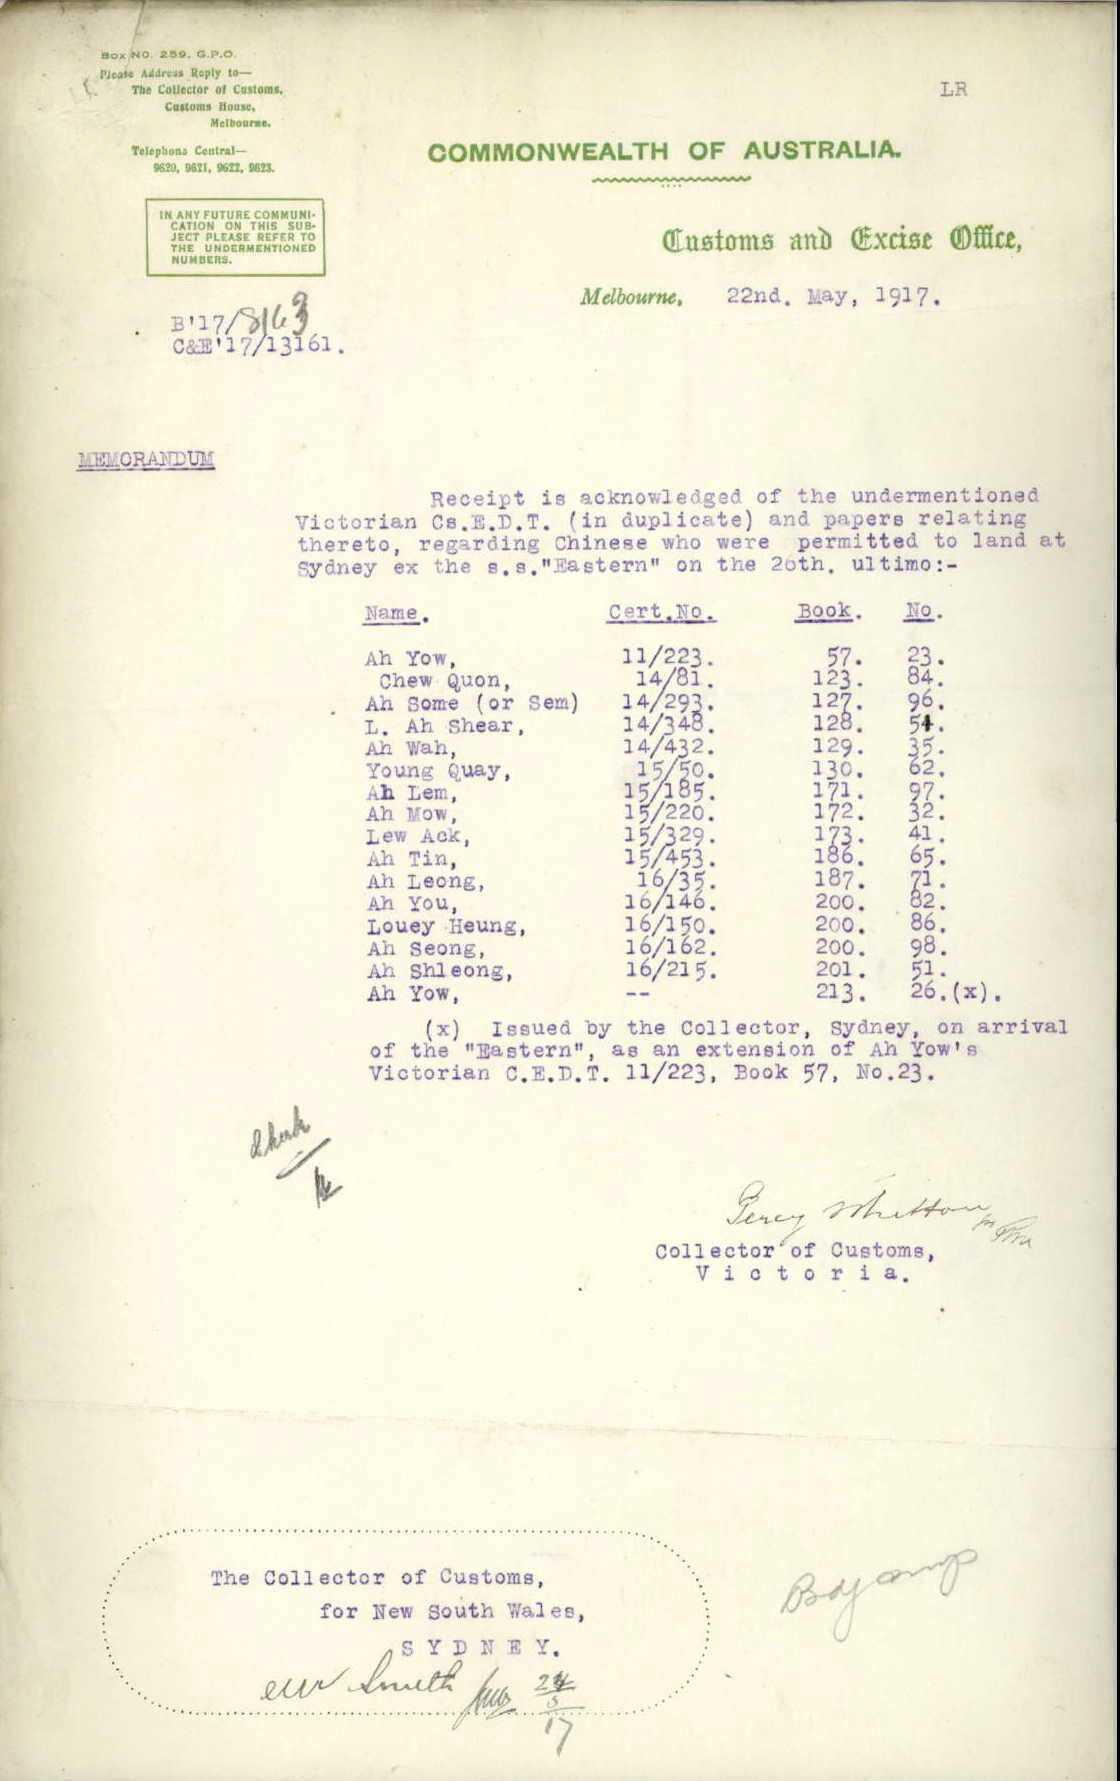 Box No. 259, G.P.O.
Please Address Reply to—
The Collector of Customs,
Customs House,
Melbourne.
Telephone Central—
9620, 9621, 9622, 9623.
LR
COMMONWEALTH OF AUSTRALIA.
IN ANY FUTURE COMMUNI-
CATION ON THIS SUB-
JECT PLEASE REFER TO
THE UNDERMENTIONED
NUMBERS.
Customs and Excise Office,
Melbourne, 22nd. May, 1917.
B'17/8163
C&E'17/13161.
MEMORANDUM
Receipt is acknowledged of the undermentioned
Victorian Cs.E.D.T. (in duplicate) and papers relating
thereto, regarding Chinese who were permitted to land at
Sydney ex the s.s."Eastern" on the 26th. ultimo:-
Name. Cert.No. Book. No.
Ah Yow, 11/223. 57. 23.
Chew Quon, 14/81. 123. 84.
Ah Some (or Sem) 14/293. 127. 96.
L. Ah Shear, 14/348. 128. 54.
Ah Wah, 14/432. 129. 35.
Young Quay, 15/50. 130. 62.
Ah Lem, 15/185. 171. 97.
Ah Mow, 15/220. 172. 32.
Lew Ack, 15/329. 173. 41.
Ah Tin, 15/453. 186. 65.
Ah Leong, 16/35. 187. 71.
Ah You, 16/146. 200. 82.
Louey Heung, 16/150. 200. 86.
Ah Seong, 16/162. 200. 98.
Ah Shleong, 16/215. 201. 51.
Ah Yow, -- 213. 26.(x).
(x) Issued by the Collector, Sydney, on arrival
of the "Eastern", as an extension of Ah Yow's
Victorian C.E.D.T. 11/223, Book 57, No.23.
Percy Whitton
Collector of Customs,
Victoria.
The Collector of Customs,
for New South Wales,
SYDNEY.
Smith
17